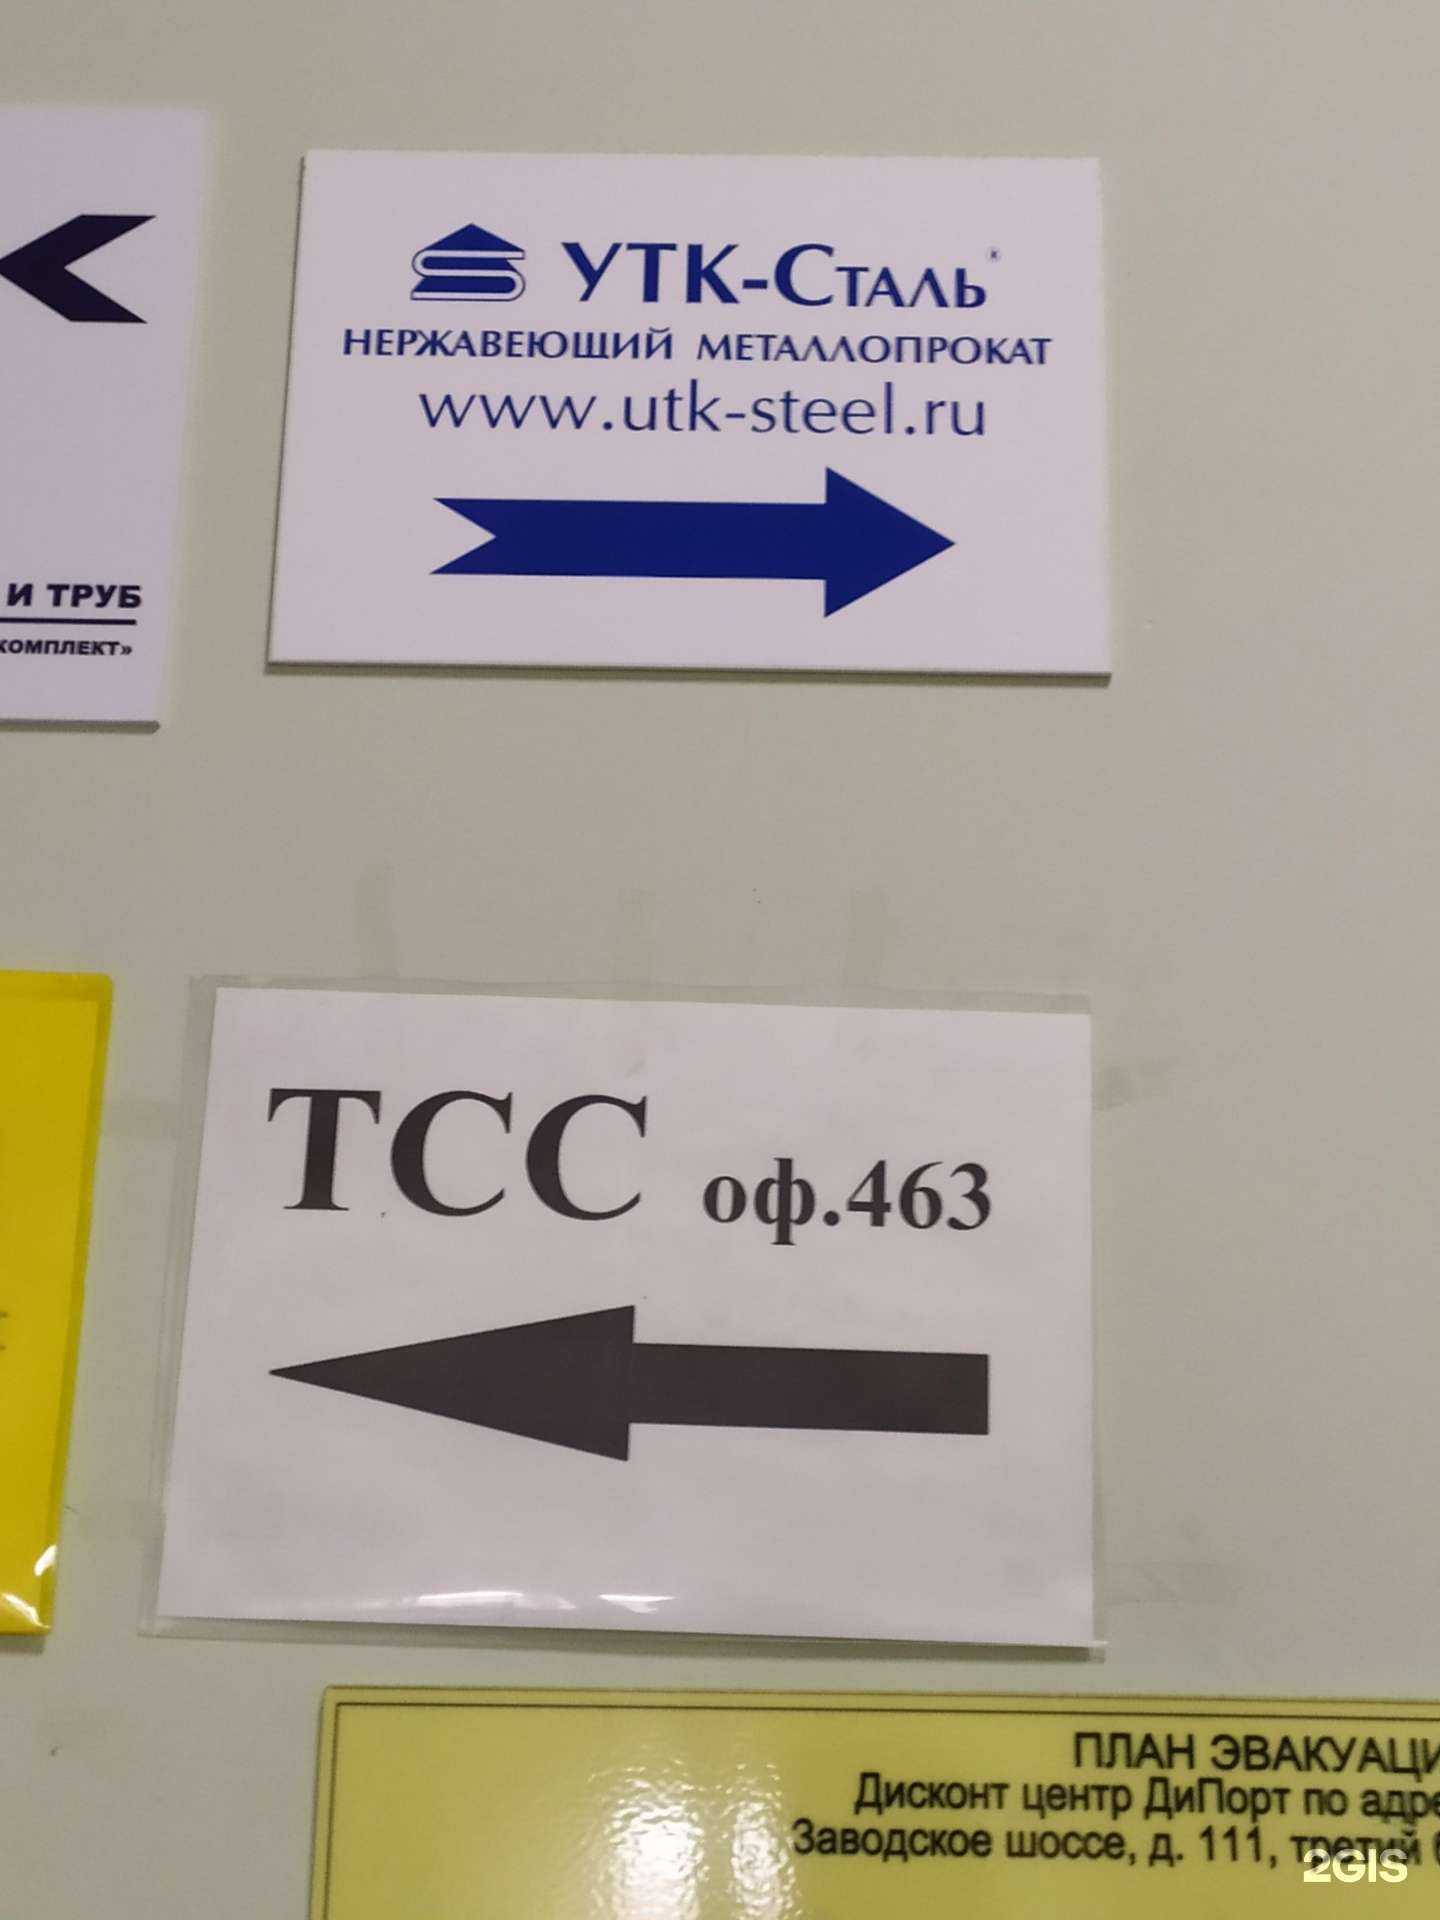 УТК-Сталь®
НЕРЖАВЕЮЩИЙ МЕТАЛЛОПРОКАТ
www.utk-steel.ru
И ТРУБ
КОМПЛЕКТ»
ТСС оф.463
ПЛАН ЭВАКУАЦИ
Дисконт центр ДиПорт по адре
Заводское шоссе, д. 111, третий
2GIS